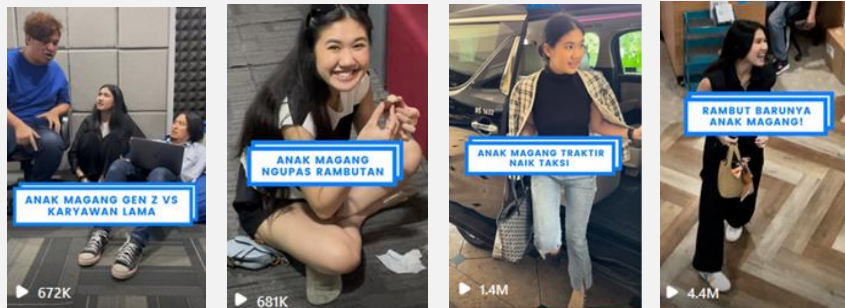 ANAK MAGANG GEN Z VS
KARYAWAN LAMA
672K
ANAK MAGANG
NGUPAS RAMBUTAN
681K
ANAK MAGANG TRAKTIR
NAIK TAKSI
1.4M
RAMBUT BARUNYA
ANAK MAGANG!
4.4M